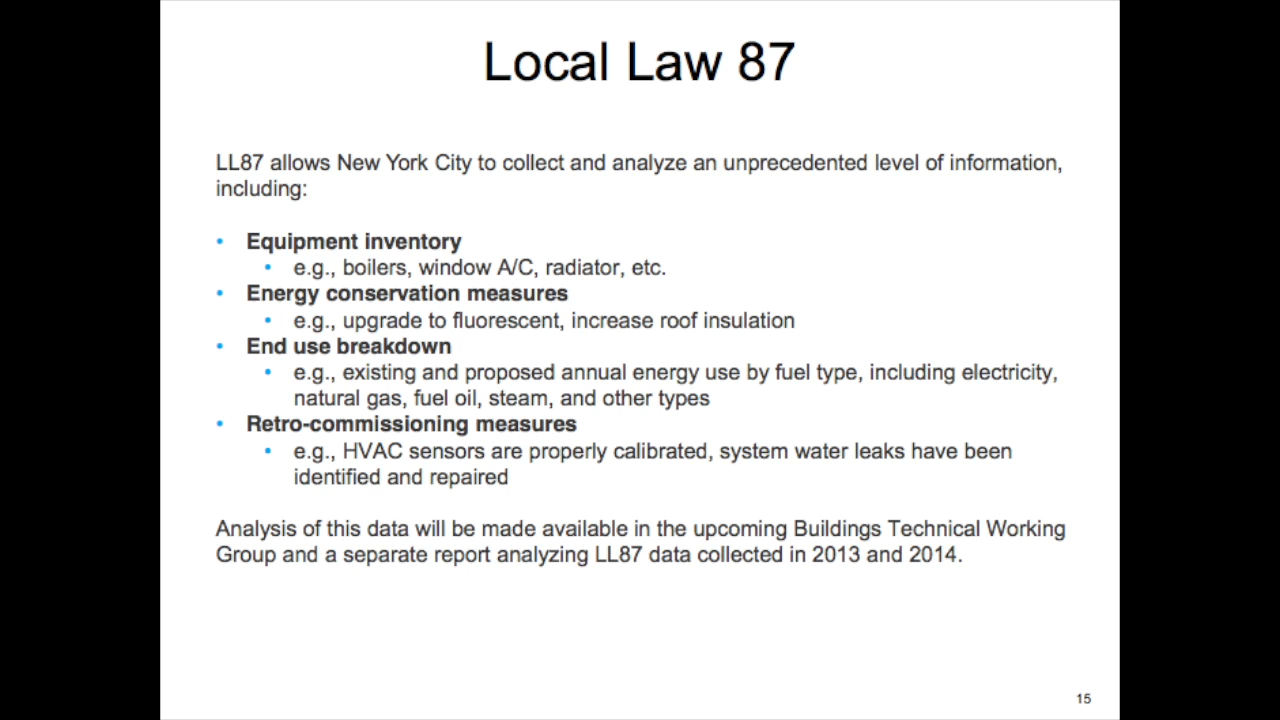 Local Law 87
LL87 allows New York City to collect and analyze an unprecedented level of information,
including:
• Equipment inventory
• e.g., boilers, window A/C, radiator, etc.
• Energy conservation measures
• e.g., upgrade to fluorescent, increase roof insulation
• End use breakdown
• e.g., existing and proposed annual energy use by fuel type, including electricity,
natural gas, fuel oil, steam, and other types
• Retro-commissioning measures
• e.g., HVAC sensors are properly calibrated, system water leaks have been
identified and repaired
Analysis of this data will be made available in the upcoming Buildings Technical Working
Group and a separate report analyzing LL87 data collected in 2013 and 2014.
15